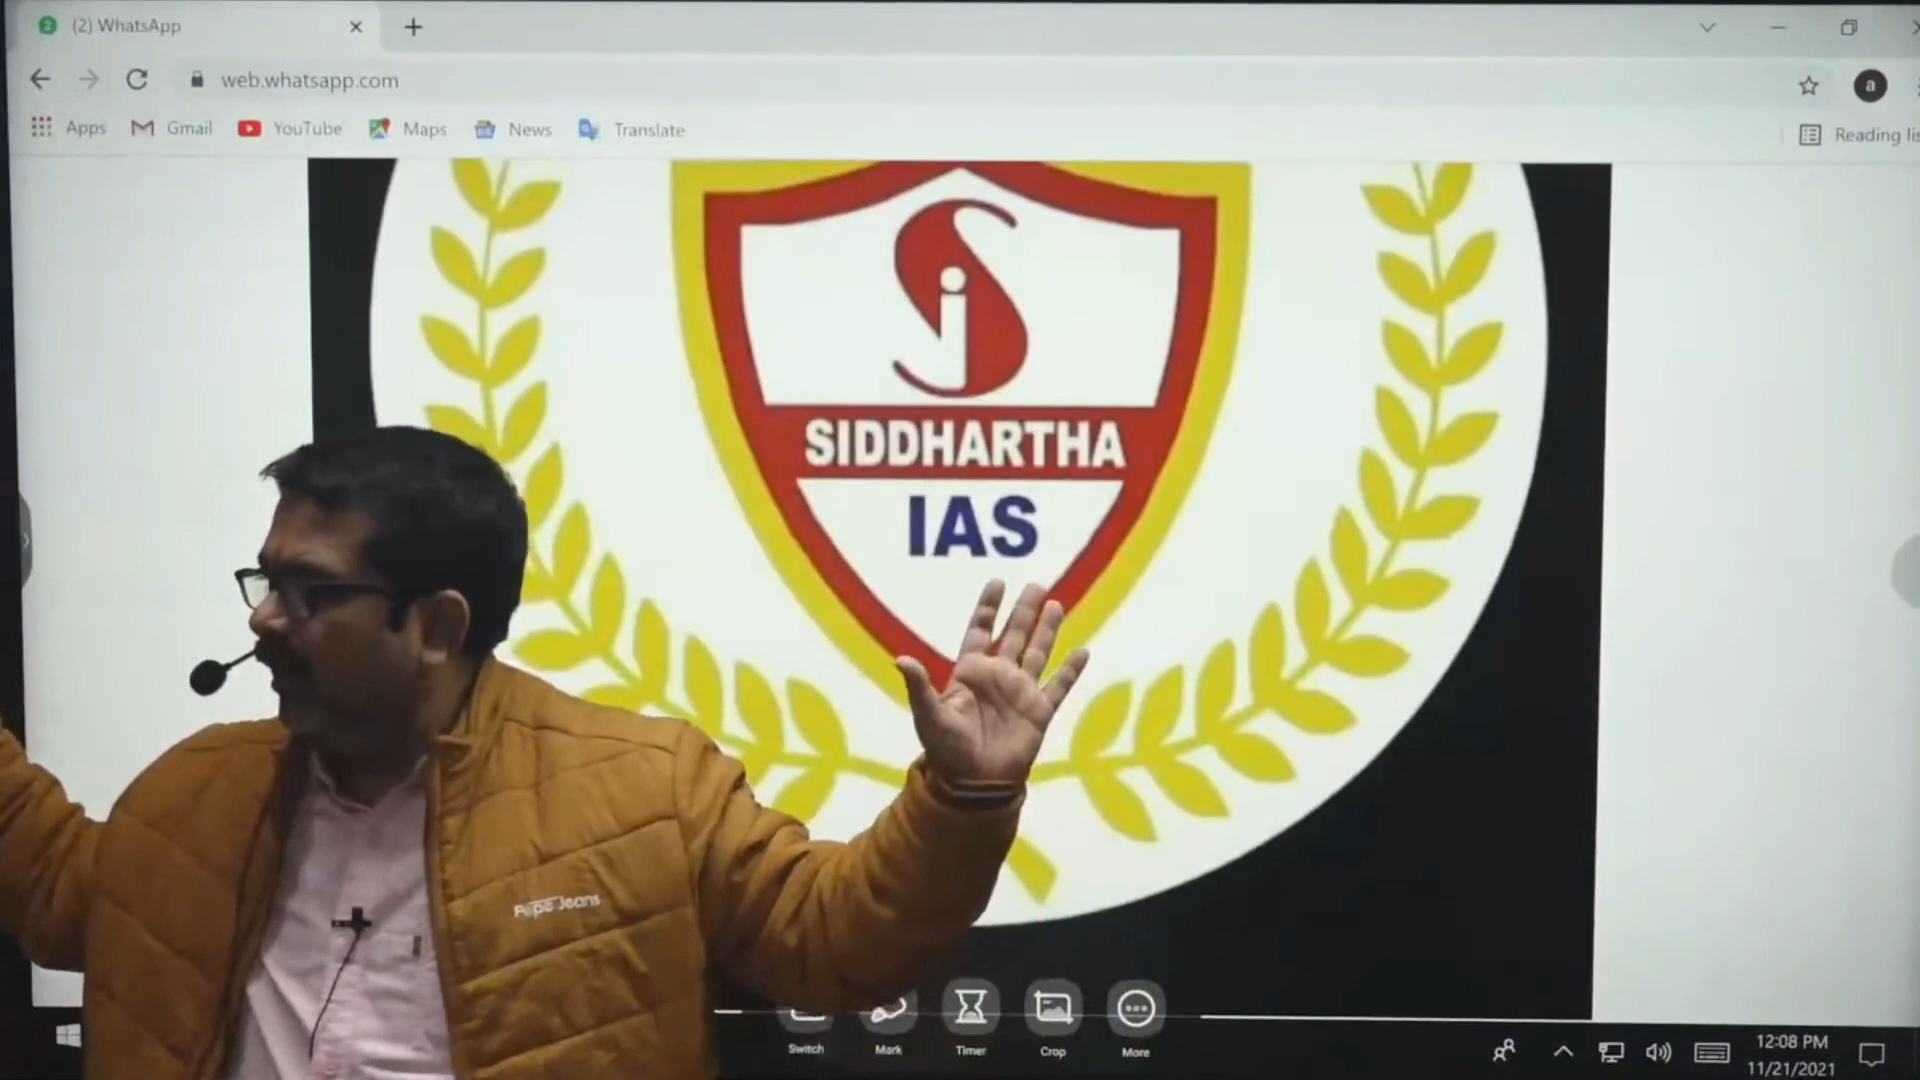 (2) WhatsApp
web.whatsapp.com
a
Apps
Gmail
YouTube
Maps
News
Translate
Reading lis
SIDDHARTHA
IAS
Pepe Jeans
Switch
Mark
Timer
Crop
More
12:08 PM
11/21/2021